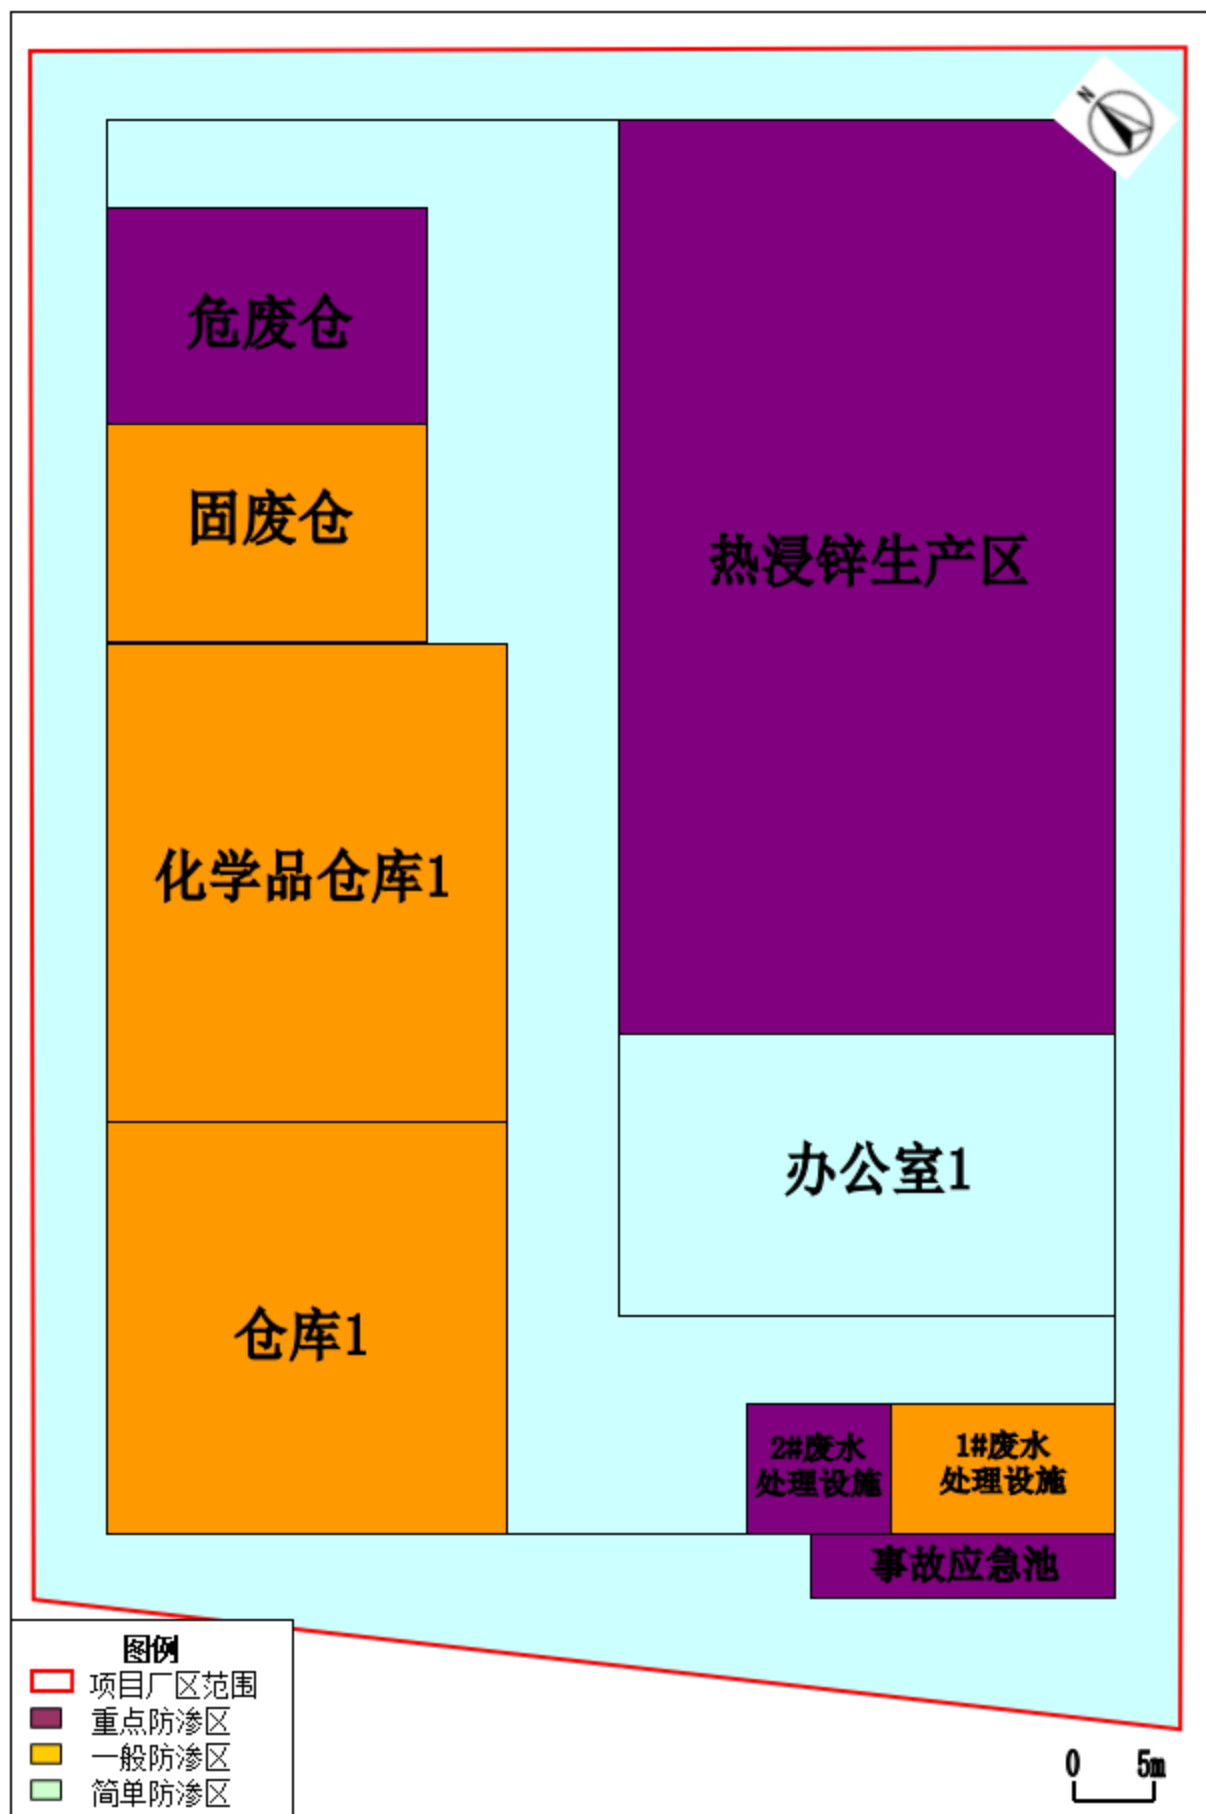 N
危废仓
固废仓
热浸锌生产区
化学品仓库1
办公室1
仓库1
2#废水
处理设施
1#废水
处理设施
事故应急池
图例
项目厂区范围
重点防渗区
一般防渗区
简单防渗区
0 5m